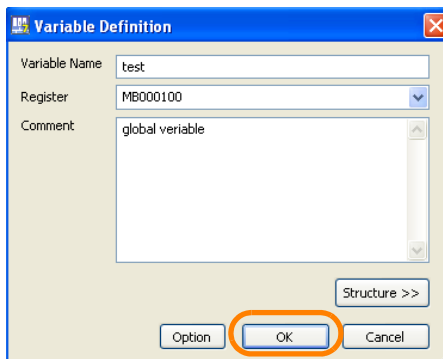 Variable Definition
Variable Name test
Register MB000100
Comment global veriable
Structure >>
Option OK Cancel